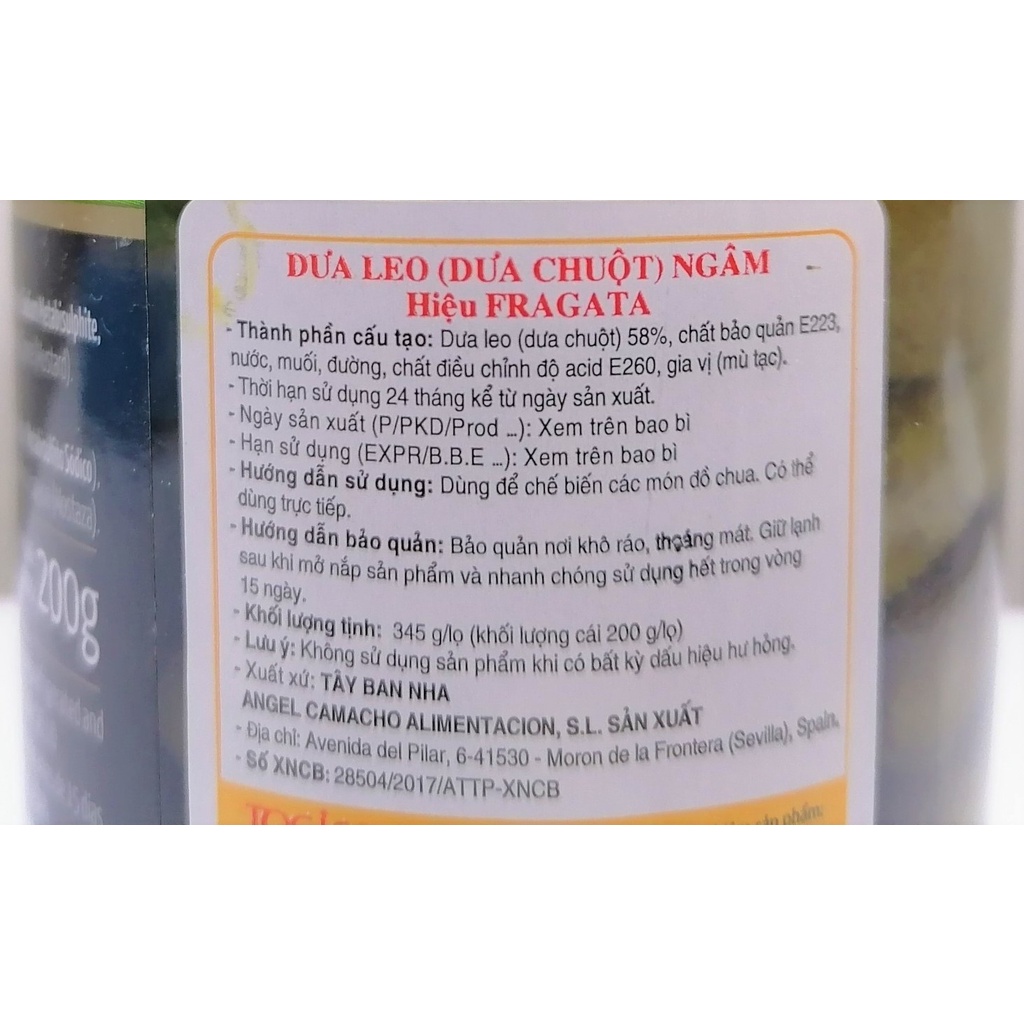 DƯA LEO (DƯA CHUỘT) NGÂM
Hiệu FRAGATA
- Thành phần cấu tạo: Dưa leo (dưa chuột) 58%, chất bảo quản E223,
nước, muối, đường, chất điều chỉnh độ acid E260, gia vị (mù tạc).
- Thời hạn sử dụng 24 tháng kể từ ngày sản xuất.
- Ngày sản xuất (P/PKD/Prod ...): Xem trên bao bì
- Hạn sử dụng (EXPR/B.B.E ...): Xem trên bao bì
- Hướng dẫn sử dụng: Dùng để chế biến các món đồ chua. Có thể
dùng trực tiếp.
- Hướng dẫn bảo quản: Bảo quản nơi khô ráo, thoáng mát. Giữ lạnh
sau khi mở nắp sản phẩm và nhanh chóng sử dụng hết trong vòng
15 ngày.
- Khối lượng tịnh: 345 g/lọ (khối lượng cái 200 g/lọ)
- Lưu ý: Không sử dụng sản phẩm khi có bất kỳ dấu hiệu hư hỏng.
- Xuất xứ: TÂY BAN NHA
ANGEL CAMACHO ALIMENTACION, S.L. SẢN XUẤT
- Địa chỉ: Avenida del Pilar, 6-41530 - Moron de la Frontera (Sevilla), Spain.
- Số XNCB: 28504/2017/ATTP-XNCB
sản phẩm:
200g